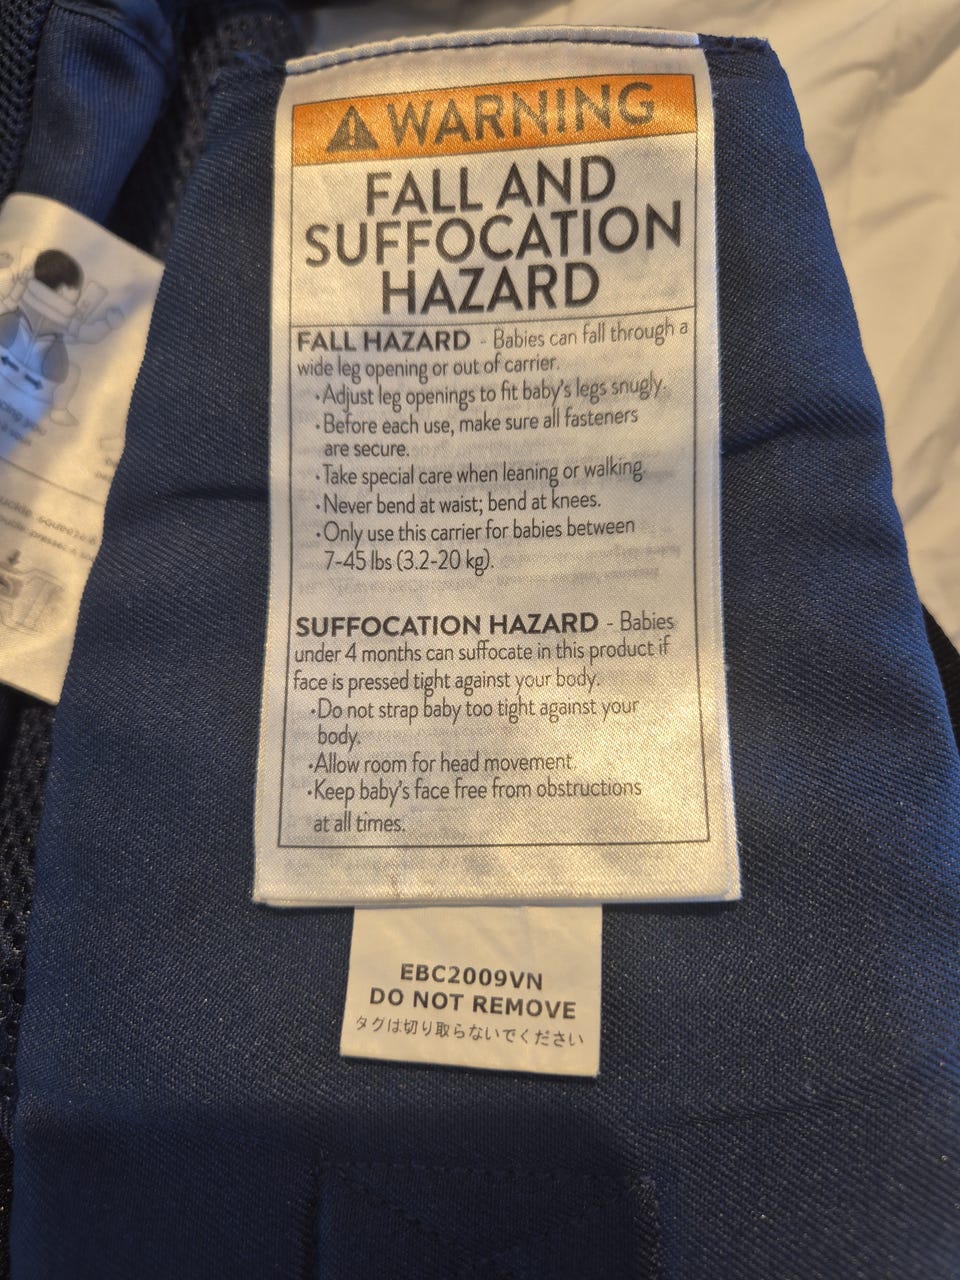 WARNING
FALL AND
SUFFOCATION
HAZARD
FALL HAZARD - Babies can fall through a
wide leg opening or out of carrier.
•Adjust leg openings to fit baby's legs snugly.
•Before each use, make sure all fasteners
are secure.
•Take special care when leaning or walking.
•Never bend at waist; bend at knees.
•Only use this carrier for babies between
7-45 lbs (3.2-20 kg).
SUFFOCATION HAZARD - Babies
under 4 months can suffocate in this product if
face is pressed tight against your body.
•Do not strap baby too tight against your
body.
•Allow room for head movement.
•Keep baby's face free from obstructions
at all times.
EBC2009VN
DO NOT REMOVE
タグは切り取らないでください